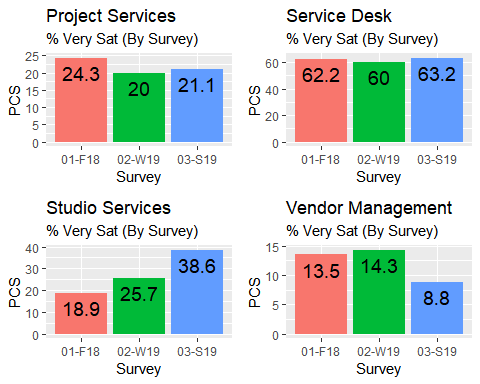 Project Services
% Very Sat (By Survey)
PCS
25
20
15
10
5
0
24.3
20
21.1
01-F18 02-W19 03-S19
Survey
Service Desk
% Very Sat (By Survey)
PCS
60
40
20
0
62.2
60
63.2
01-F18 02-W19 03-S19
Survey
Studio Services
% Very Sat (By Survey)
PCS
40
30
20
10
0
18.9
25.7
38.6
01-F18 02-W19 03-S19
Survey
Vendor Management
% Very Sat (By Survey)
PCS
15
10
5
0
13.5
14.3
8.8
01-F18 02-W19 03-S19
Survey